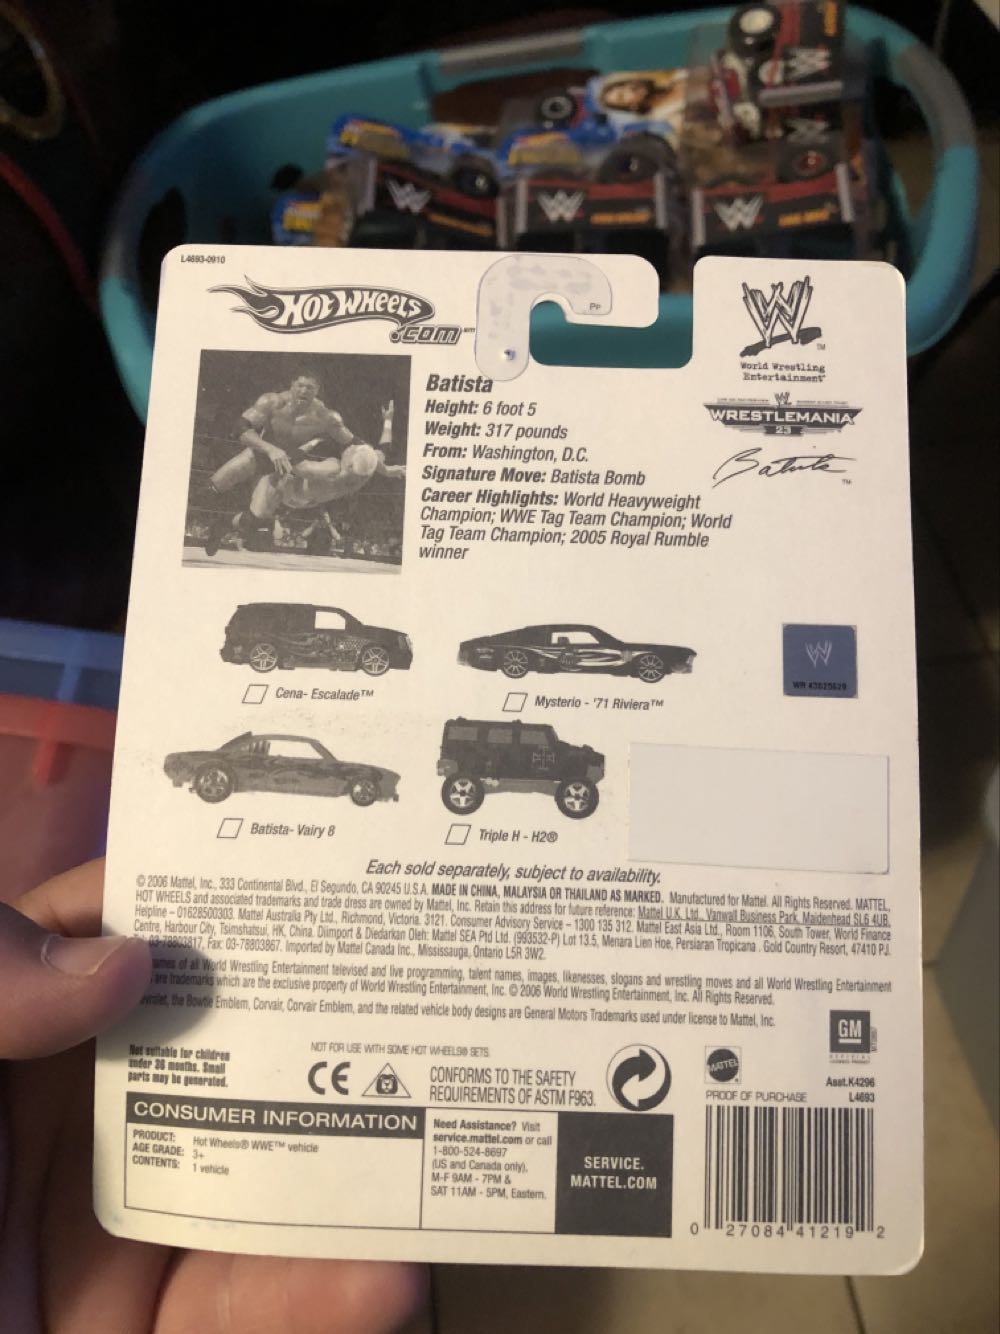 L4693-0910
HOT WHEELS
.COM
PP
W
World Wrestling
Entertainment
WRESTLEMANIA
23
Batista
Batista
Height: 6 foot 5
Weight: 317 pounds
From: Washington, D.C.
Signature Move: Batista Bomb
Career Highlights: World Heavyweight
Champion; WWE Tag Team Champion; World
Tag Team Champion; 2005 Royal Rumble
winner
Cena- Escalade™
Mysterio - '71 Riviera™
WR 43625629
Batista- Vairy 8
Triple H - H2®
Each sold separately, subject to availability.
© 2006 Mattel, Inc., 333 Continental Blvd., El Segundo, CA 90245 U.S.A. MADE IN CHINA, MALAYSIA OR THAILAND AS MARKED. Manufactured for Mattel. All Rights Reserved. MATTEL,
HOT WHEELS and associated trademarks and trade dress are owned by Mattel, Inc. Retain this address for future reference: Mattel U.K. Ltd., Vanwall Business Park, Maidenhead SL6 4UB.
Helpline – 01628500303. Mattel Australia Pty Ltd., Richmond, Victoria. 3121. Consumer Advisory Service - 1300 135 312. Mattel East Asia Ltd., Room 1106, South Tower, World Finance
Centre, Harbour City, Tsimshatsui, HK, China. Diimport & Diedarkan Oleh: Mattel SEA Ptd Ltd. (993532-P) Lot 13.5, Menara Lien Hoe, Persiaran Tropicana . Gold Country Resort, 47410 PJ.
03-78803817, Fax: 03-78803867. Imported by Mattel Canada Inc., Mississauga, Ontario L5R 3W2.
names of all World Wrestling Entertainment televised and live programming, talent names, images, likenesses, slogans and wrestling moves and all World Wrestling Entertainment
are trademarks which are the exclusive property of World Wrestling Entertainment, Inc. © 2006 World Wrestling Entertainment, Inc. All Rights Reserved.
the Bowtie Emblem, Corvair, Corvair Emblem, and the related vehicle body designs are General Motors Trademarks used under license to Mattel, Inc.
GM
Not suitable for children
under 36 months. Small
parts may be generated.
NOT FOR USE WITH SOME HOT WHEELS® SETS.
CE
CONFORMS TO THE SAFETY
REQUIREMENTS OF ASTM F963.
MATTEL
Asst.K4296
PROOF OF PURCHASE L4693
CONSUMER INFORMATION
PRODUCT: Hot Wheels® WWE™ vehicle
AGE GRADE: 3+
CONTENTS: 1 vehicle
Need Assistance? Visit
service.mattel.com or call
1-800-524-8697
(US and Canada only),
M-F 9AM - 7PM &
SAT 11AM - 5PM, Eastern.
SERVICE.
MATTEL.COM
0 27084 41219 2